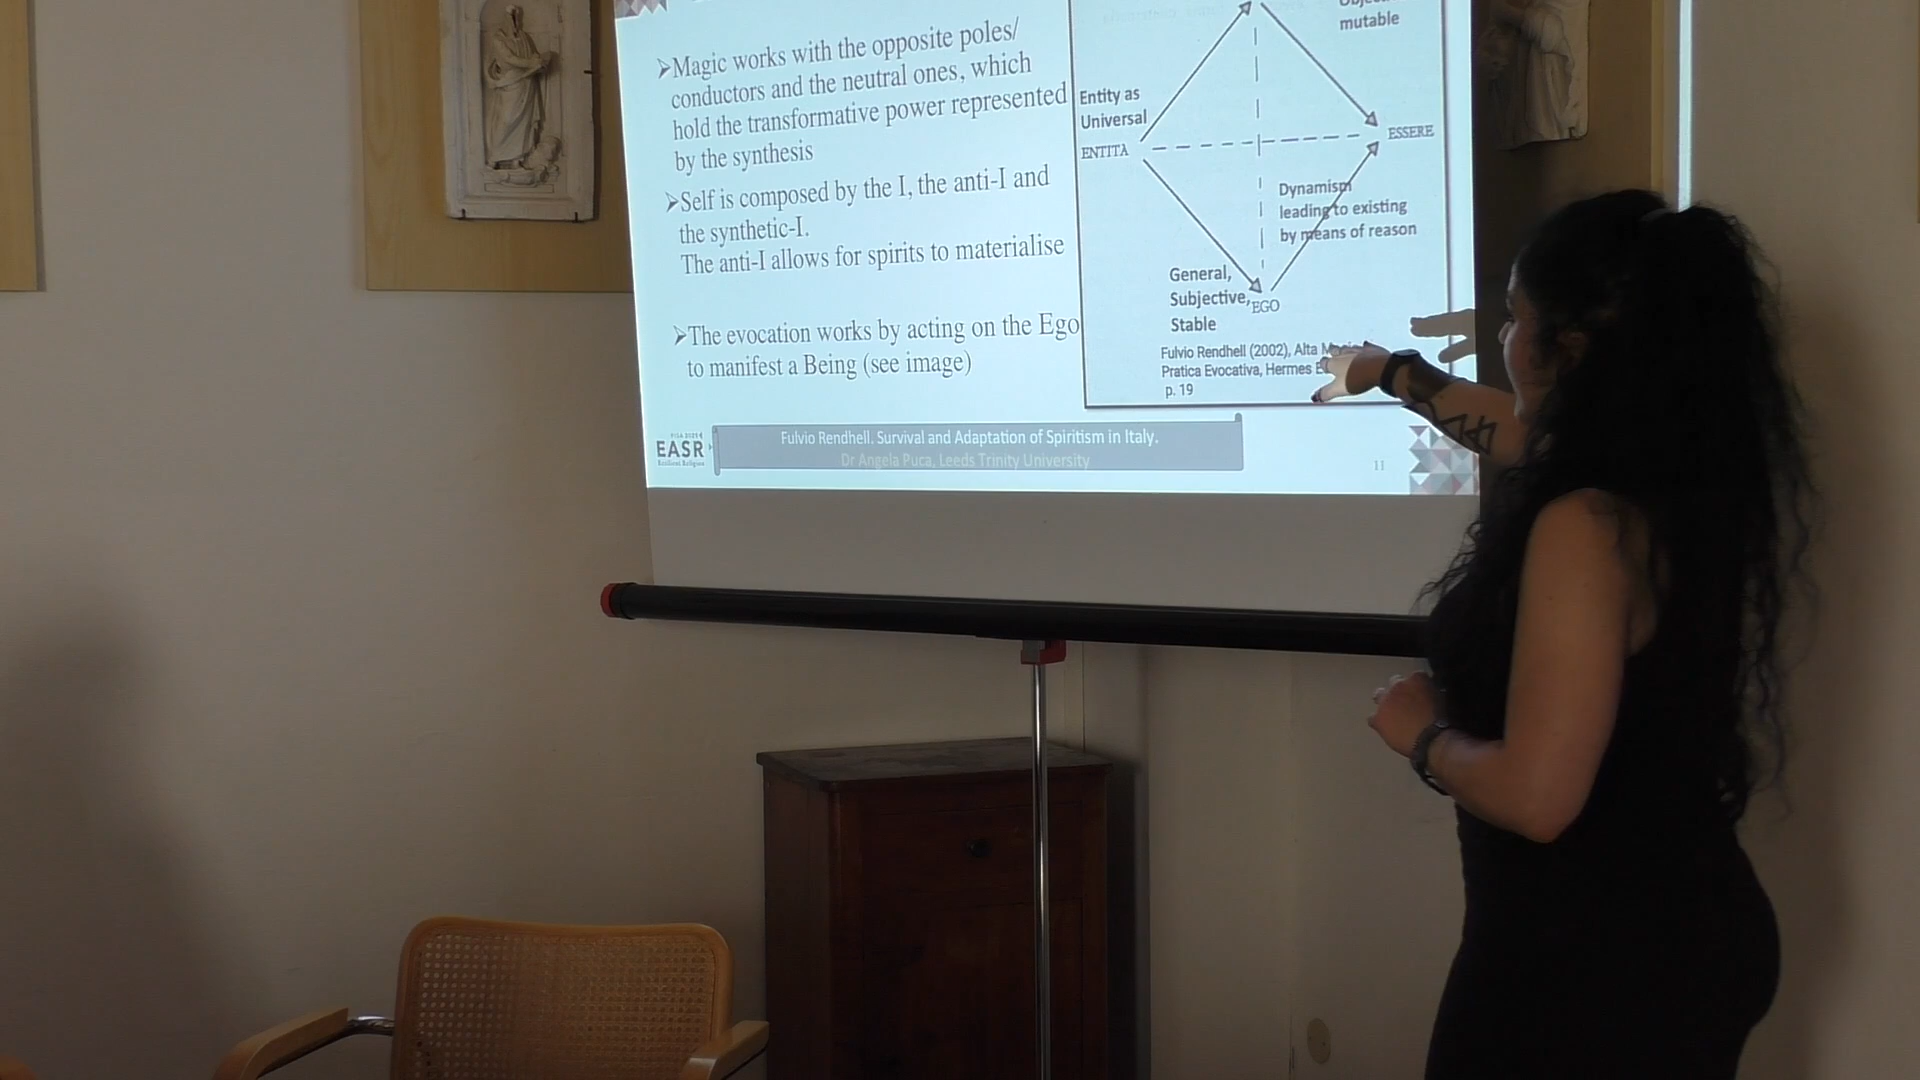 ➢Magic works with the opposite poles/
conductors and the neutral ones, which
hold the transformative power represented
by the synthesis
➢Self is composed by the I, the anti-I and
the synthetic-I.
The anti-I allows for spirits to materialise
➢The evocation works by acting on the Ego
to manifest a Being (see image)
mutable
Entity as
Universal
ENTITA
ESSERE
Dynamism
leading to existing
by means of reason
General,
Subjective,
Stable
EGO
Fulvio Rendhell (2002), Alta
Pratica Evocativa, Hermes
p. 19
EASR
Fulvio Rendhell. Survival and Adaptation of Spiritism in Italy.
Dr Angela Puca, Leeds Trinity University
11